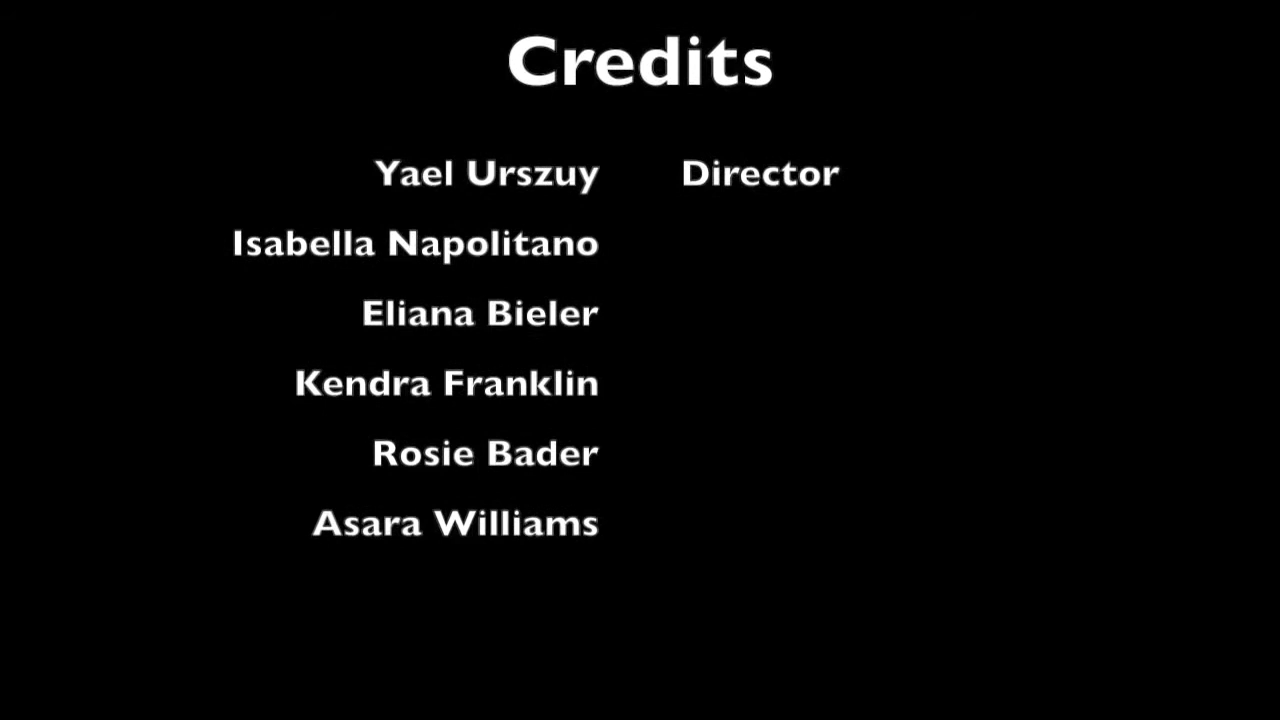 Credits
Yael Urszuy Director
Isabella Napolitano
Eliana Bieler
Kendra Franklin
Rosie Bader
Asara Williams